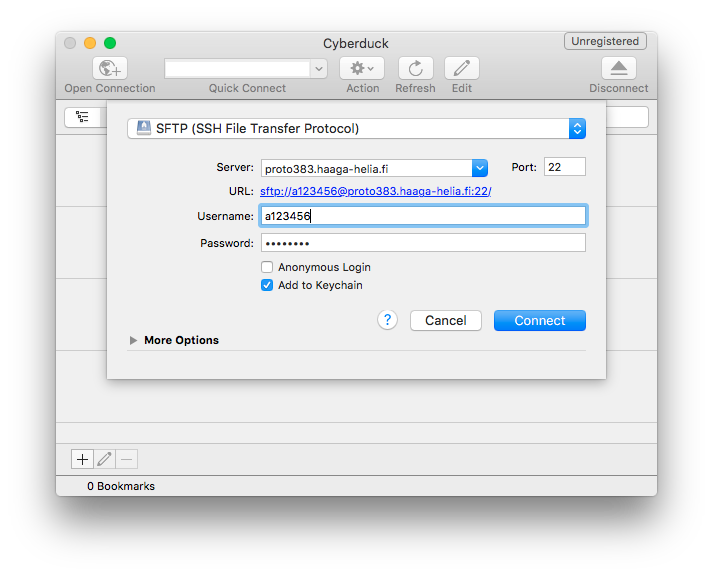 Cyberduck
Unregistered
Open Connection
Quick Connect
Action
Refresh
Edit
Disconnect
SFTP (SSH File Transfer Protocol)
Server: proto383.haaga-helia.fi Port: 22
URL: sftp://a123456@proto383.haaga-helia.fi:22/
Username: a123456
Password: ••••••••
Anonymous Login
Add to Keychain
? Cancel Connect
More Options
0 Bookmarks